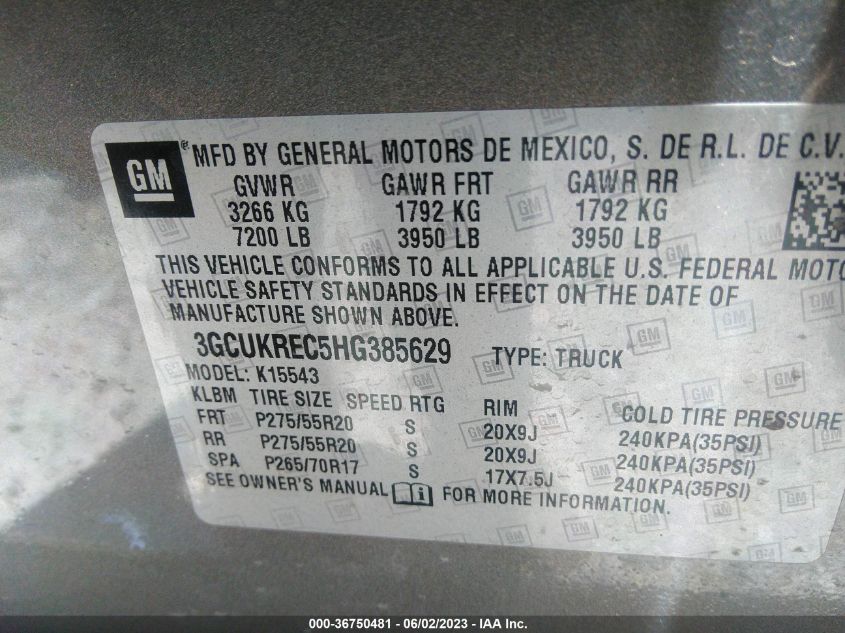 GM ® MFD BY GENERAL MOTORS DE MEXICO, S. DE R.L. DE C.V.
GVWR GAWR FRT GAWR RR
3266 KG 1792 KG 1792 KG
7200 LB 3950 LB 3950 LB
THIS VEHICLE CONFORMS TO ALL APPLICABLE U.S. FEDERAL MOTO
VEHICLE SAFETY STANDARDS IN EFFECT ON THE DATE OF
MANUFACTURE SHOWN ABOVE.
3GCUKREC5HG385629 TYPE: TRUCK
MODEL: K15543
KLBM TIRE SIZE SPEED RTG RIM COLD TIRE PRESSURE
FRT P275/55R20 S 20X9J 240KPA(35PSI)
RR P275/55R20 S 20X9J 240KPA(35PSI)
SPA P265/70R17 S 17X7.5J 240KPA(35PSI)
SEE OWNER'S MANUAL i FOR MORE INFORMATION.
000-36750481 - 06/02/2023 - IAA Inc.